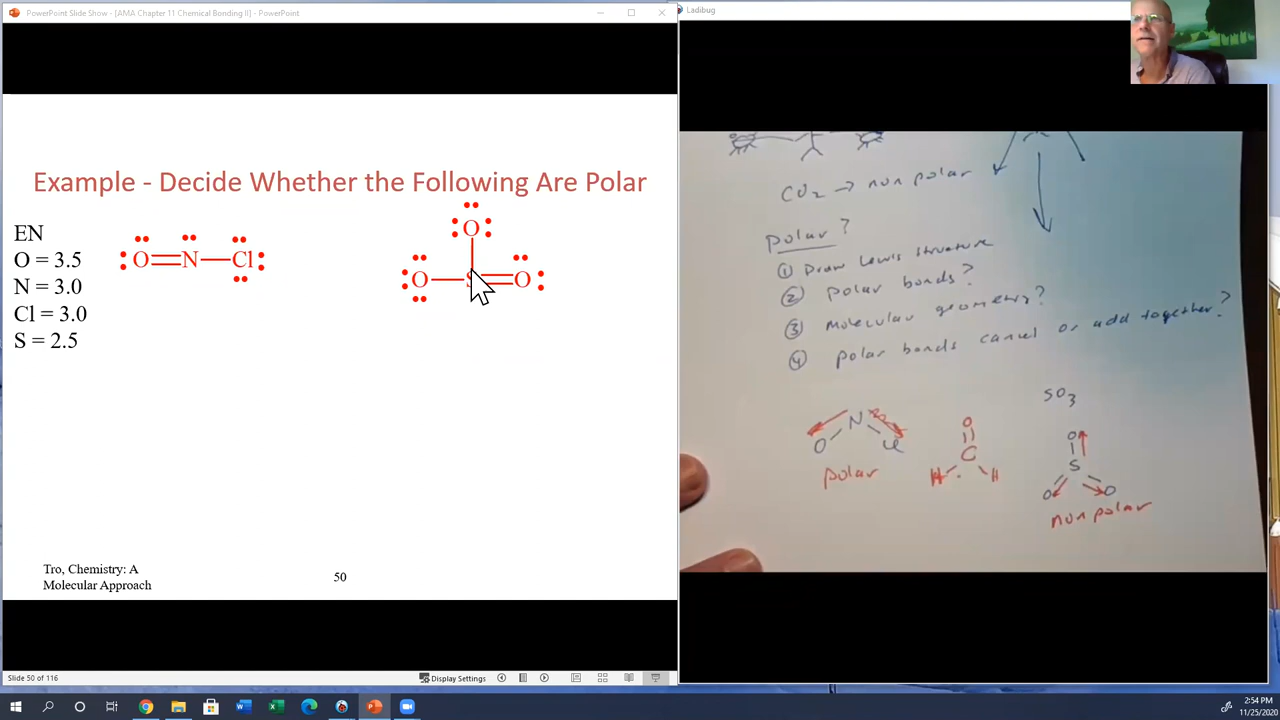 PowerPoint Slide Show - [AMA Chapter 11 Chemical Bonding II] - PowerPoint
Example - Decide Whether the Following Are Polar
EN
O = 3.5
N = 3.0
Cl = 3.0
S = 2.5
O N Cl
O
O S O
Tro, Chemistry: A
Molecular Approach
50
Slide 50 of 116
Display Settings
Ladibug
CO2 → non polar
polar?
① Draw Lewis structure
② polar bonds?
③ molecular geometry?
④ polar bonds cancel or add together?
SO3
N
O Cl
polar
O
C
H H
O
S
O O
nonpolar
2:54 PM
11/25/2020